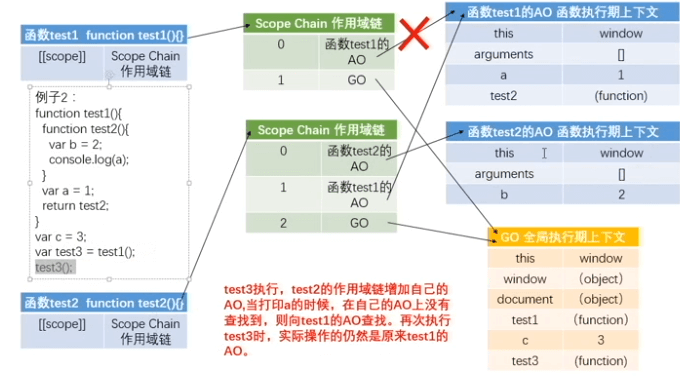 函数test1 function test1(){}
[[scope]] Scope Chain
作用域链
例子2：
function test1(){
function test2(){
var b = 2;
console.log(a);
}
var a = 1;
return test2;
}
var c = 3;
var test3 = test1();
test3();
函数test2 function test2(){}
[[scope]] Scope Chain
作用域链
Scope Chain 作用域链
0 函数test1的
AO
1 GO
Scope Chain 作用域链
0 函数test2的
AO
1 函数test1的
AO
2 GO
test3执行，test2的作用域链增加自己的
AO,当打印a的时候，在自己的AO上没有
查找到，则向test1的AO查找。再次执行
test3时，实际操作的仍然是原来test1的
AO。
函数test1的AO 函数执行期上下文
this window
arguments []
a 1
test2 (function)
函数test2的AO 函数执行期上下文
this window
arguments []
b 2
GO 全局执行期上下文
this window
window (object)
document (object)
test1 (function)
c 3
test3 (function)